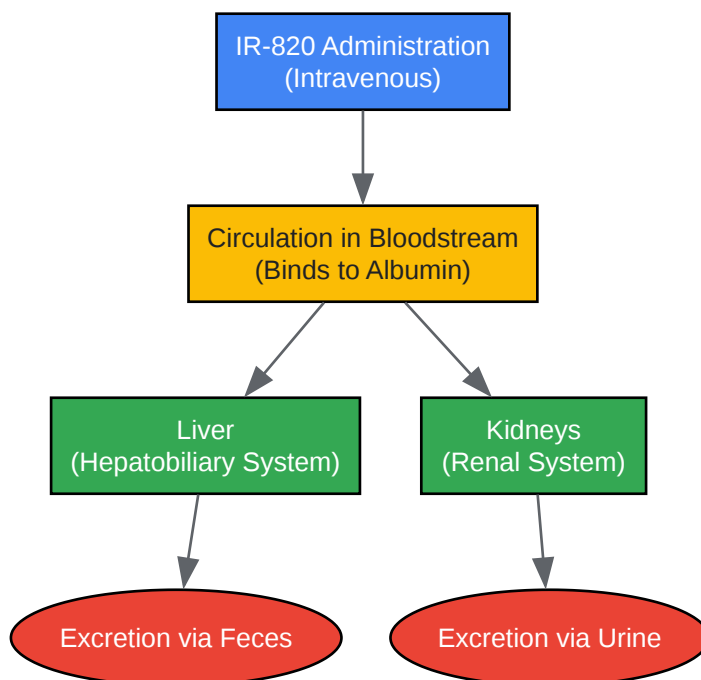 IR-820 Administration
(Intravenous)
Circulation in Bloodstream
(Binds to Albumin)
Liver
(Hepatobiliary System)
Kidneys
(Renal System)
Excretion via Feces
Excretion via Urine